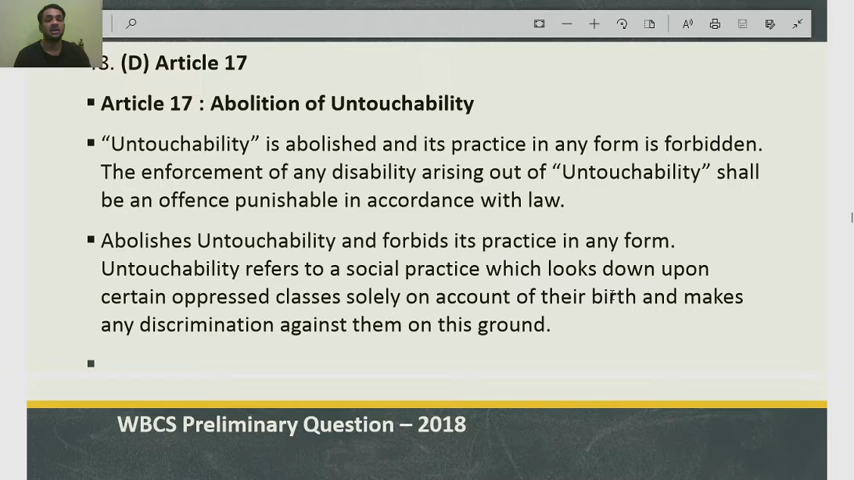 8. (D) Article 17
▪ Article 17 : Abolition of Untouchability
▪ “Untouchability” is abolished and its practice in any form is forbidden.
The enforcement of any disability arising out of “Untouchability” shall
be an offence punishable in accordance with law.
▪ Abolishes Untouchability and forbids its practice in any form.
Untouchability refers to a social practice which looks down upon
certain oppressed classes solely on account of their birth and makes
any discrimination against them on this ground.
▪
WBCS Preliminary Question – 2018